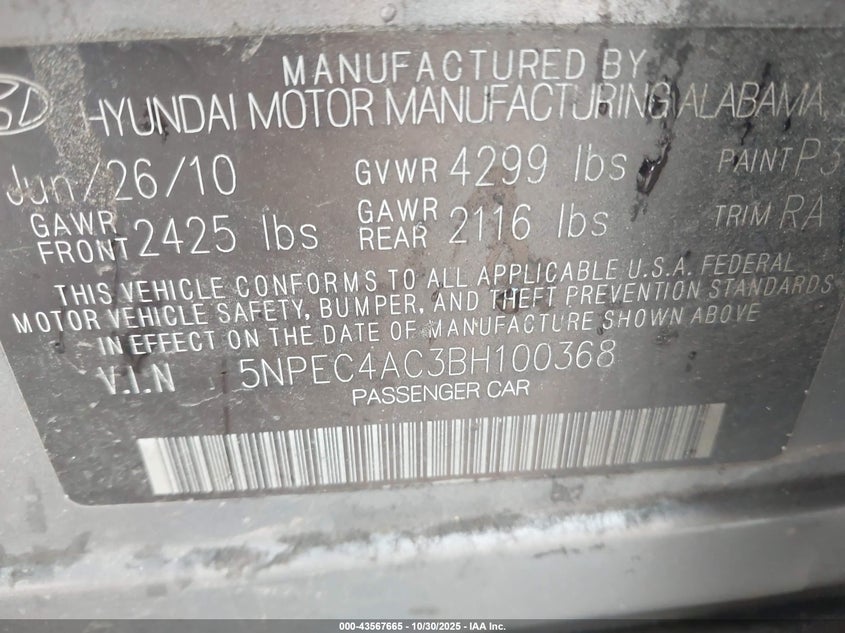 MANUFACTURED BY
HYUNDAI MOTOR MANUFACTURING ALABAMA,
Jun/26/10 GVWR 4299 lbs PAINT P3
GAWR FRONT 2425 lbs GAWR REAR 2116 lbs TRIM RA
THIS VEHICLE CONFORMS TO ALL APPLICABLE U.S.A. FEDERAL
MOTOR VEHICLE SAFETY, BUMPER, AND THEFT PREVENTION STANDARDS
IN EFFECT ON THE DATE OF MANUFACTURE SHOWN ABOVE
V.I.N 5NPEC4AC3BH100368
PASSENGER CAR
000-43567665 - 10/30/2025 - IAA Inc.